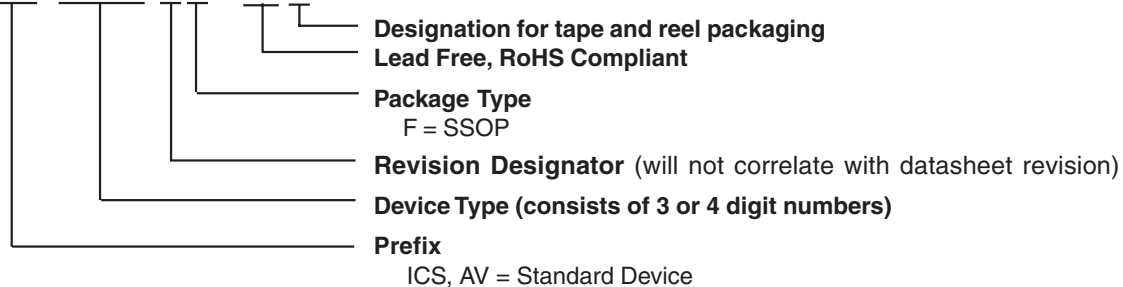 Designation for tape and reel packaging
Lead Free, RoHS Compliant
Package Type
F = SSOP
Revision Designator (will not correlate with datasheet revision)
Device Type (consists of 3 or 4 digit numbers)
Prefix
ICS, AV = Standard Device